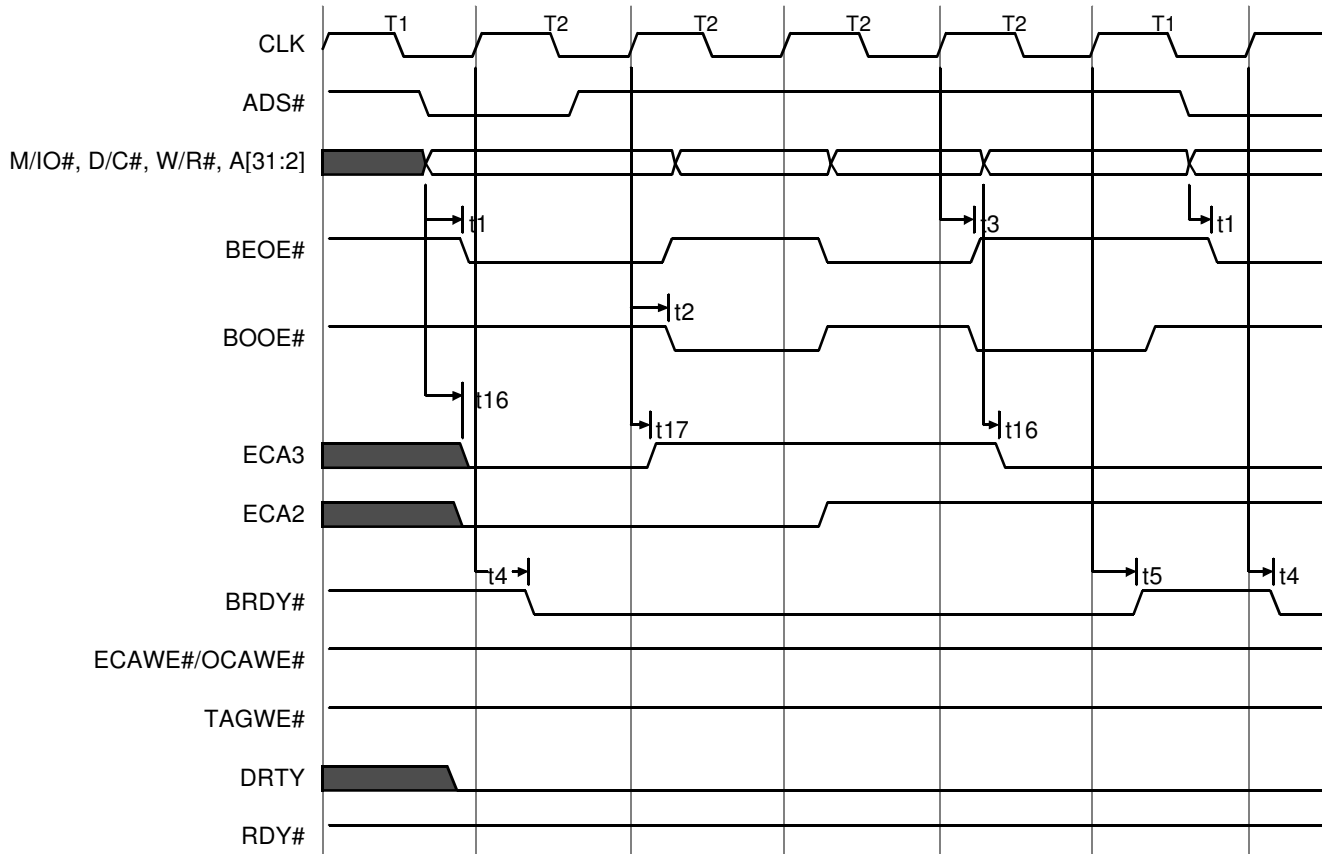 T1 T2 T2 T2 T2 T1
CLK
ADS#
M/IO#, D/C#, W/R#, A[31:2]
t1 t3 t1
BEOE#
t2
BOOE#
t16
t17 t16
ECA3
ECA2
t4 t5 t4
BRDY#
ECAWE#/OCAWE#
TAGWE#
DRTY
RDY#